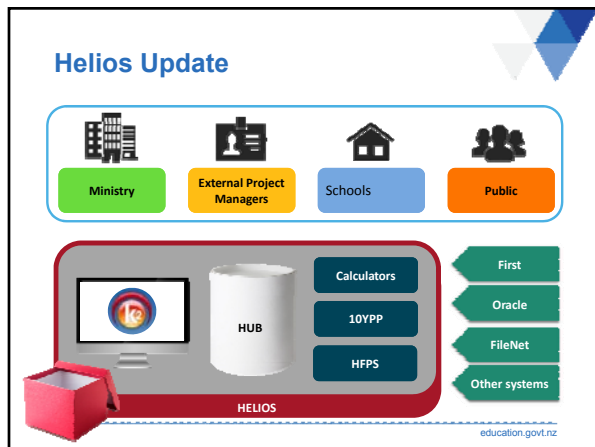 Helios Update
Ministry
External Project
Managers
Schools
Public
k2
HUB
Calculators
10YPP
HFPS
HELIOS
First
Oracle
FileNet
Other systems
education.govt.nz